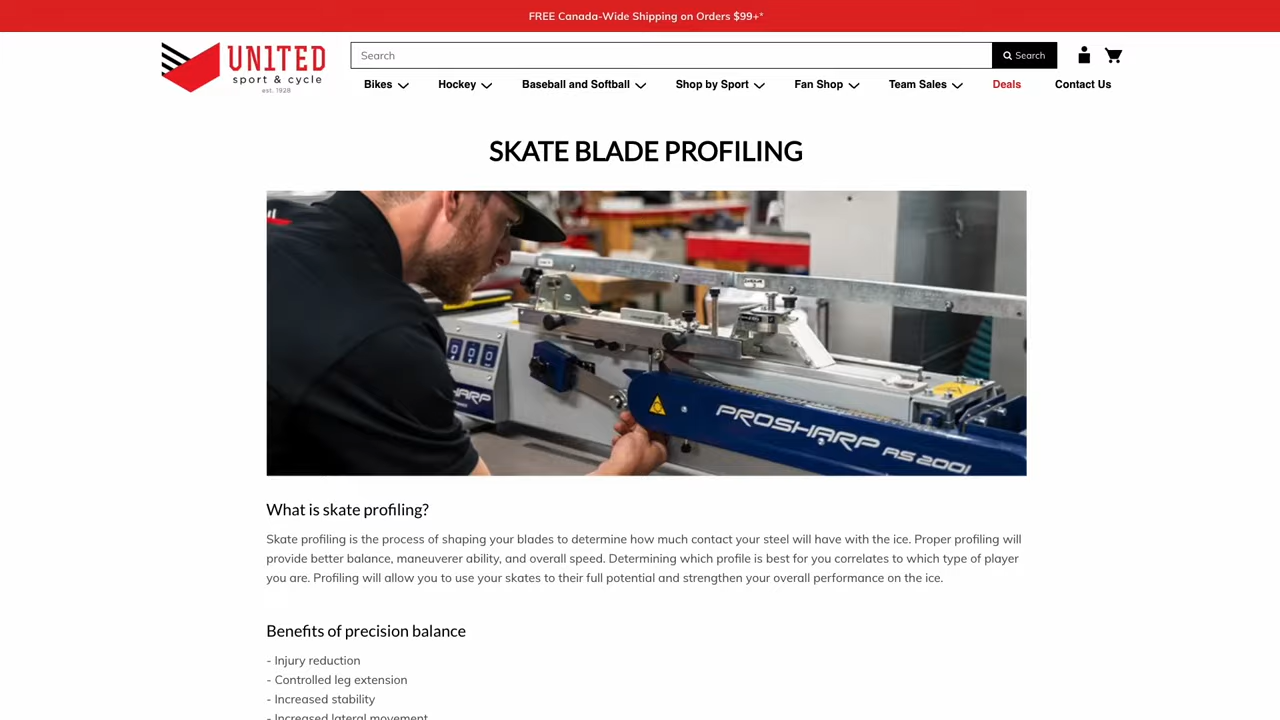 FREE Canada-Wide Shipping on Orders $99+*
UNITED
sport & cycle
est. 1928
Search
Search
Bikes
Hockey
Baseball and Softball
Shop by Sport
Fan Shop
Team Sales
Deals
Contact Us
SKATE BLADE PROFILING
000
PROSHARP AS 2001
What is skate profiling?
Skate profiling is the process of shaping your blades to determine how much contact your steel will have with the ice. Proper profiling will
provide better balance, maneuverer ability, and overall speed. Determining which profile is best for you correlates to which type of player
you are. Profiling will allow you to use your skates to their full potential and strengthen your overall performance on the ice.
Benefits of precision balance
- Injury reduction
- Controlled leg extension
- Increased stability
- Increased lateral movement